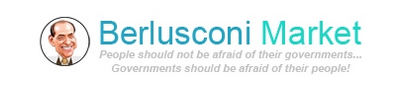 Berlusconi Market
People should not be afraid of their governments...
Governments should be afraid of their people!